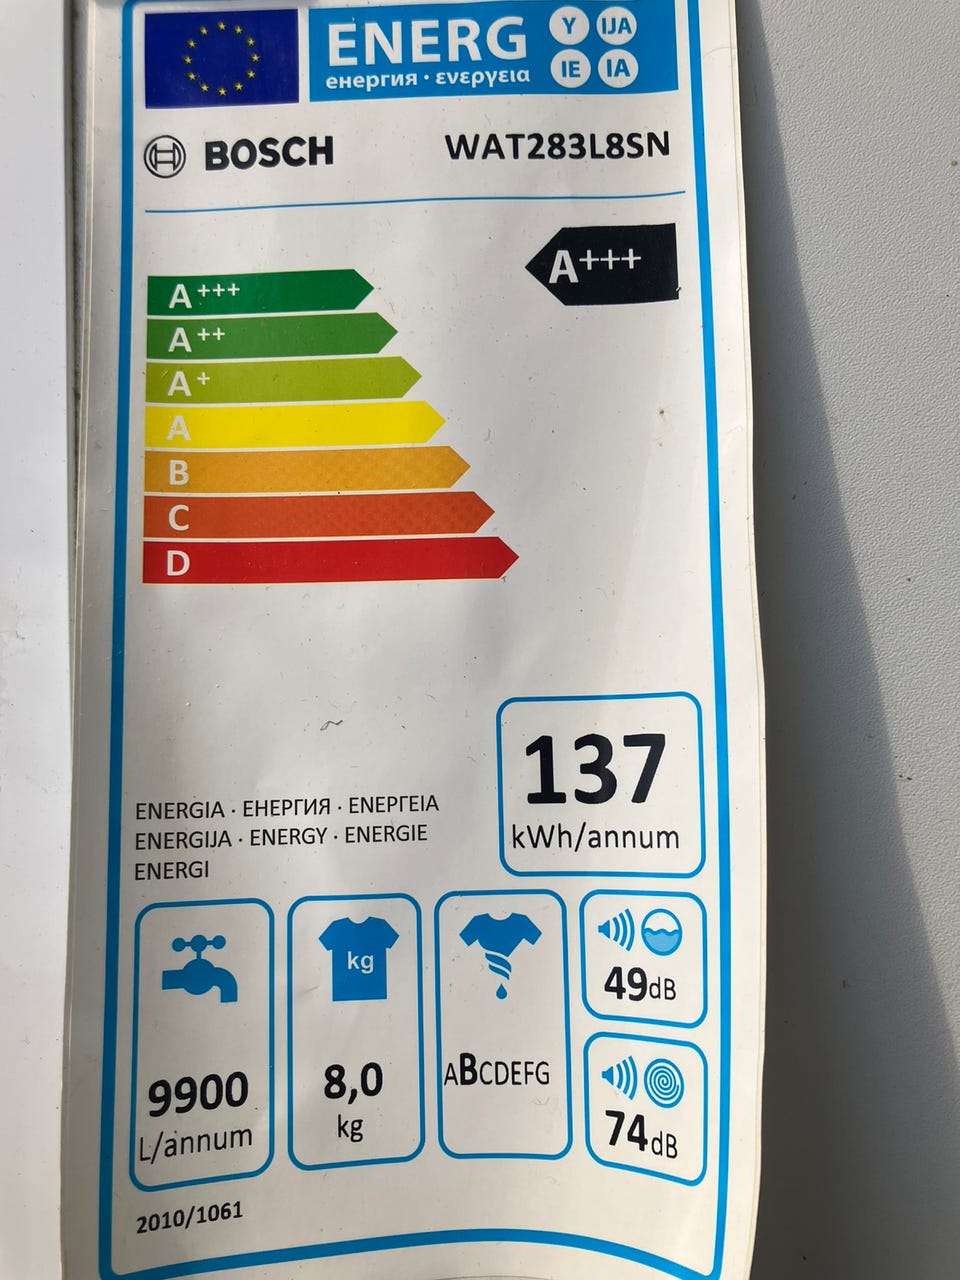 ENERG Y IJA
енергия · ενεργεια IE IA
BOSCH WAT283L8SN
A+++
A+++
A++
A+
A
B
C
D
137
kWh/annum
ENERGIA · ЕНЕРГИЯ · ΕΝΕΡΓΕΙΑ
ENERGIJA · ENERGY · ENERGIE
ENERGI
kg
9900
L/annum
8,0
kg
ABCDEFG
49dB
74dB
2010/1061